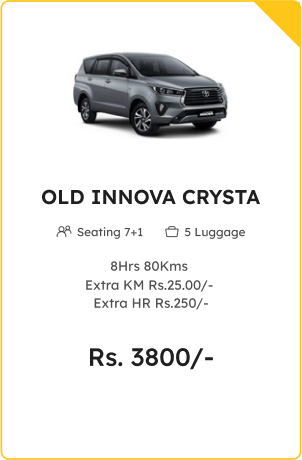 OLD INNOVA CRYSTA
Seating 7+1 5 Luggage
8Hrs 80Kms
Extra KM Rs.25.00/-
Extra HR Rs.250/-
Rs. 3800/-